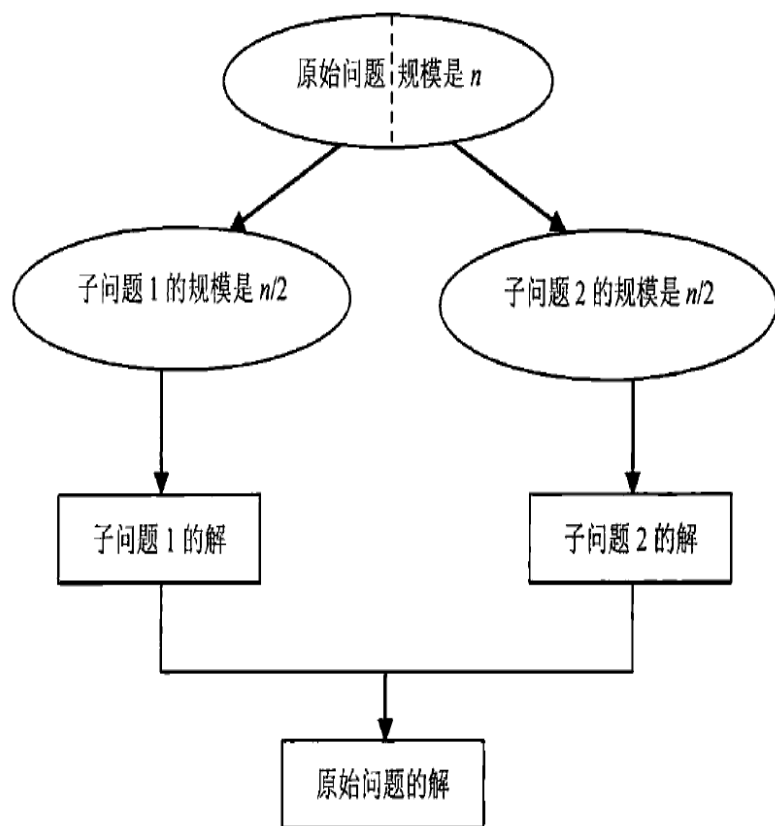 原始问题 规模是 n
子问题 1 的规模是 n/2
子问题 2 的规模是 n/2
子问题 1 的解
子问题 2 的解
原始问题的解